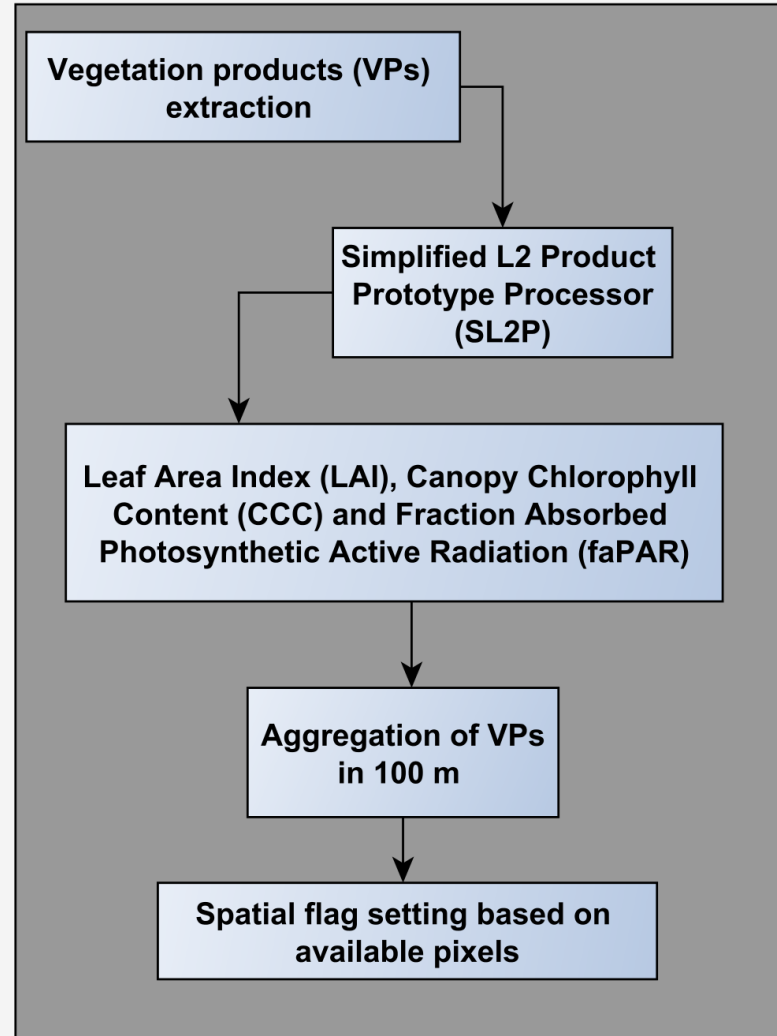 Vegetation products (VPs)
extraction
Simplified L2 Product
Prototype Processor
(SL2P)
Leaf Area Index (LAI), Canopy Chlorophyll
Content (CCC) and Fraction Absorbed
Photosynthetic Active Radiation (faPAR)
Aggregation of VPs
in 100 m
Spatial flag setting based on
available pixels